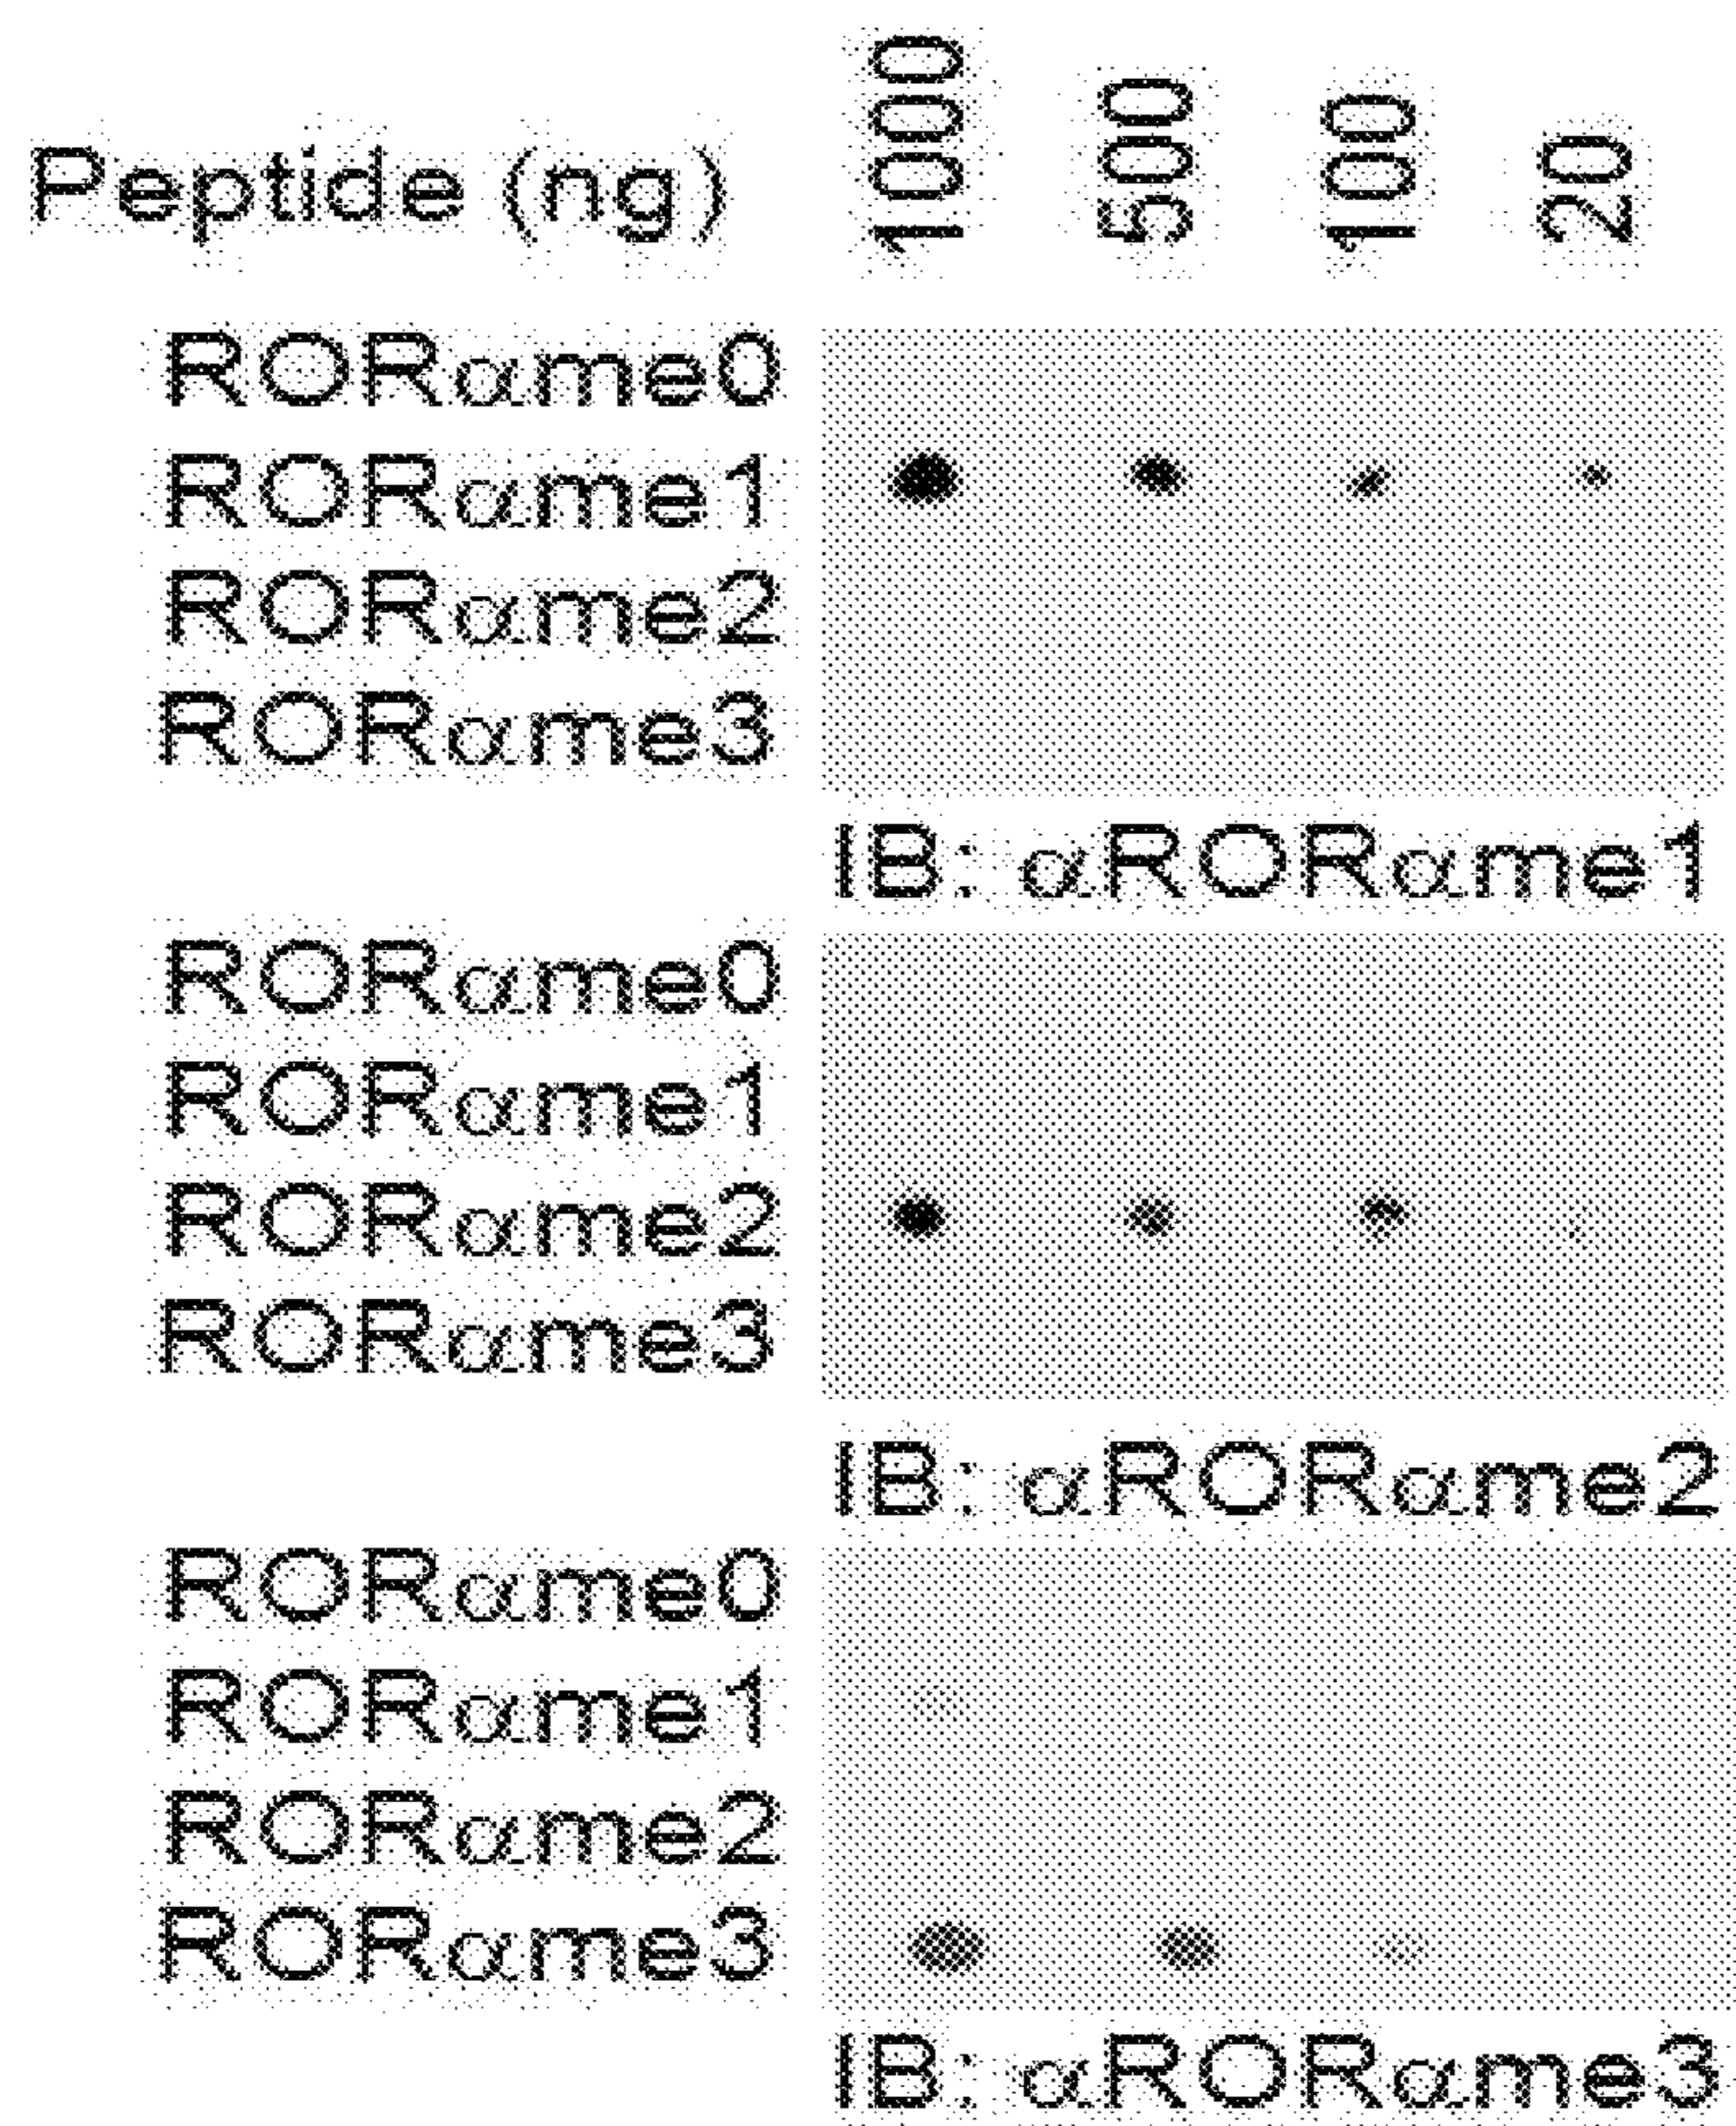 Peptide (ng) 1000 500 100 20
RORαme0
RORαme1
RORαme2
RORαme3
IB: αRORαme1
RORαme0
RORαme1
RORαme2
RORαme3
IB: αRORαme2
RORαme0
RORαme1
RORαme2
RORαme3
IB: αRORαme3